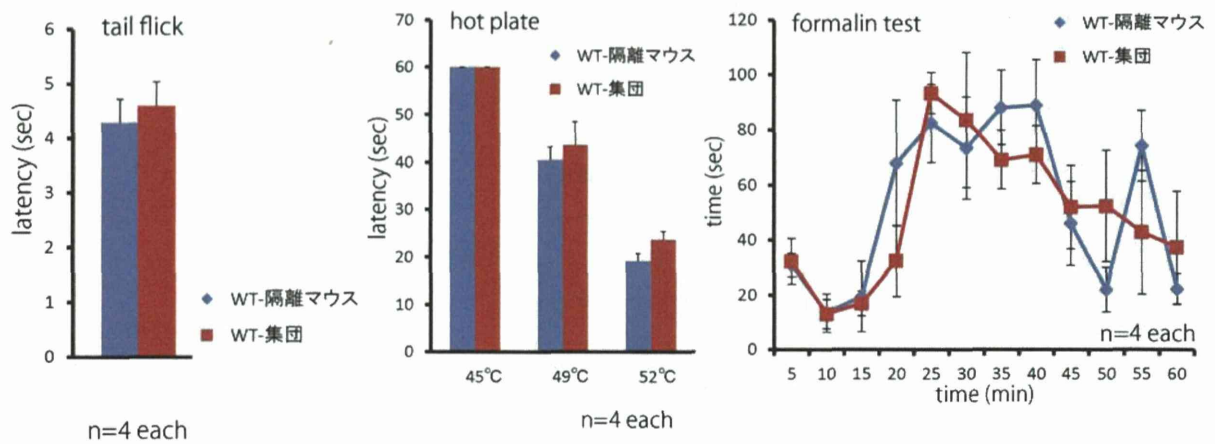 tail flick
latency (sec)
6
5
4
3
2
1
0
WT-隔離マウス
WT-集団
n=4 each
hot plate
latency (sec)
70
60
50
40
30
20
10
0
WT-隔離マウス
WT-集団
45℃ 49℃ 52℃
n=4 each
formalin test
time (sec)
120
100
80
60
40
20
0
WT-隔離マウス
WT-集団
n=4 each
5 10 15 20 25 30 35 40 45 50 55 60
time (min)